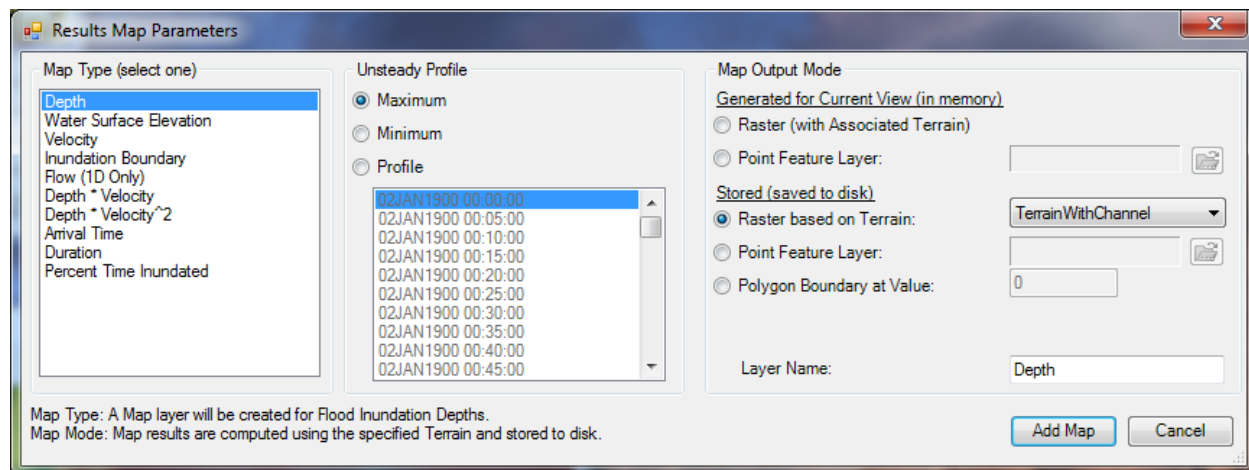 Results Map Parameters
Map Type (select one)
Depth
Water Surface Elevation
Velocity
Inundation Boundary
Flow (1D Only)
Depth * Velocity
Depth * Velocity^2
Arrival Time
Duration
Percent Time Inundated
Unsteady Profile
Maximum
Minimum
Profile
02JAN1900 00:00:00
02JAN1900 00:05:00
02JAN1900 00:10:00
02JAN1900 00:15:00
02JAN1900 00:20:00
02JAN1900 00:25:00
02JAN1900 00:30:00
02JAN1900 00:35:00
02JAN1900 00:40:00
02JAN1900 00:45:00
Map Output Mode
Generated for Current View (in memory)
Raster (with Associated Terrain)
Point Feature Layer:
Stored (saved to disk)
Raster based on Terrain: TerrainWithChannel
Point Feature Layer:
Polygon Boundary at Value: 0
Layer Name: Depth
Map Type: A Map layer will be created for Flood Inundation Depths.
Map Mode: Map results are computed using the specified Terrain and stored to disk.
Add Map Cancel